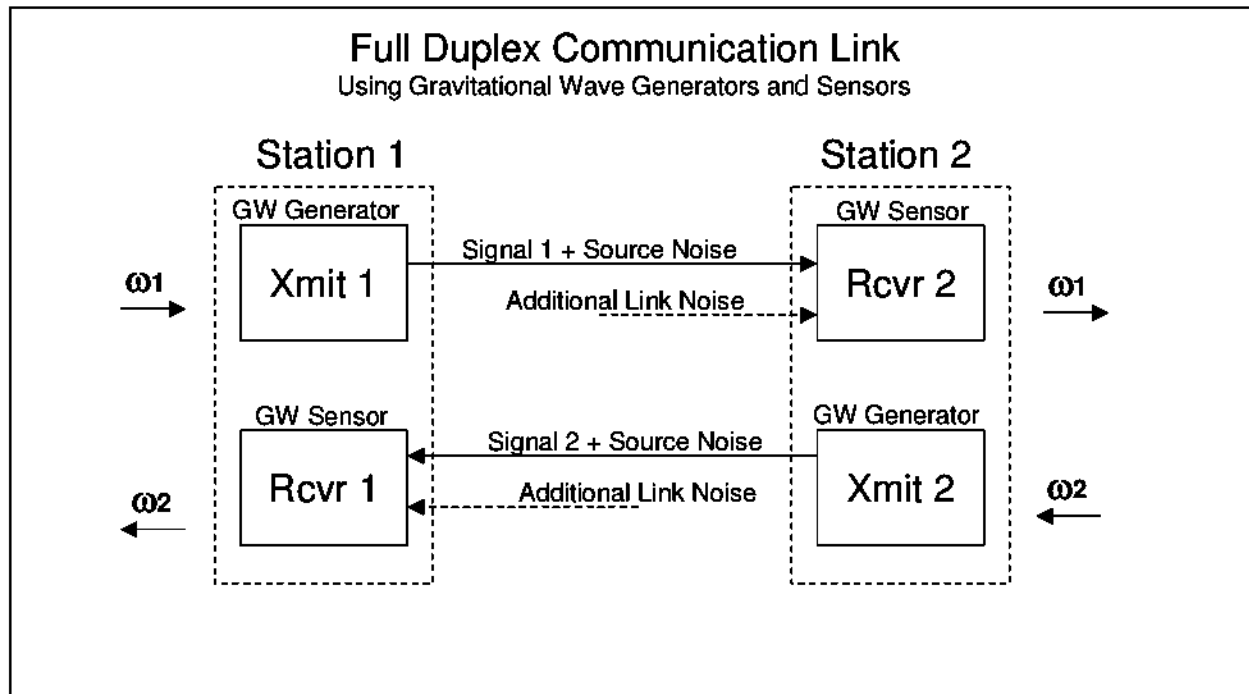 Full Duplex Communication Link
Using Gravitational Wave Generators and Sensors
Station 1
Station 2
GW Generator
GW Sensor
Xmit 1
Signal 1 + Source Noise
Rcvr 2
ω1
Additional Link Noise
ω1
GW Sensor
GW Generator
Rcvr 1
Signal 2 + Source Noise
Xmit 2
ω2
Additional Link Noise
ω2